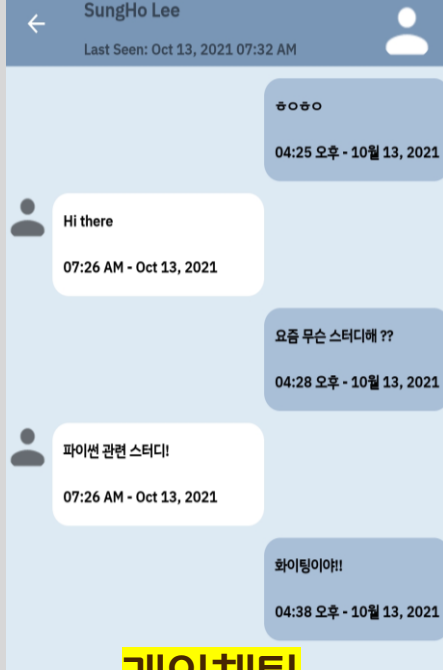 SungHo Lee
Last Seen: Oct 13, 2021 07:32 AM
ㅎㅇㅎㅇ
04:25 오후 - 10월 13, 2021
Hi there
07:26 AM - Oct 13, 2021
요즘 무슨 스터디해 ??
04:28 오후 - 10월 13, 2021
파이썬 관련 스터디!
07:26 AM - Oct 13, 2021
화이팅이야!!
04:38 오후 - 10월 13, 2021